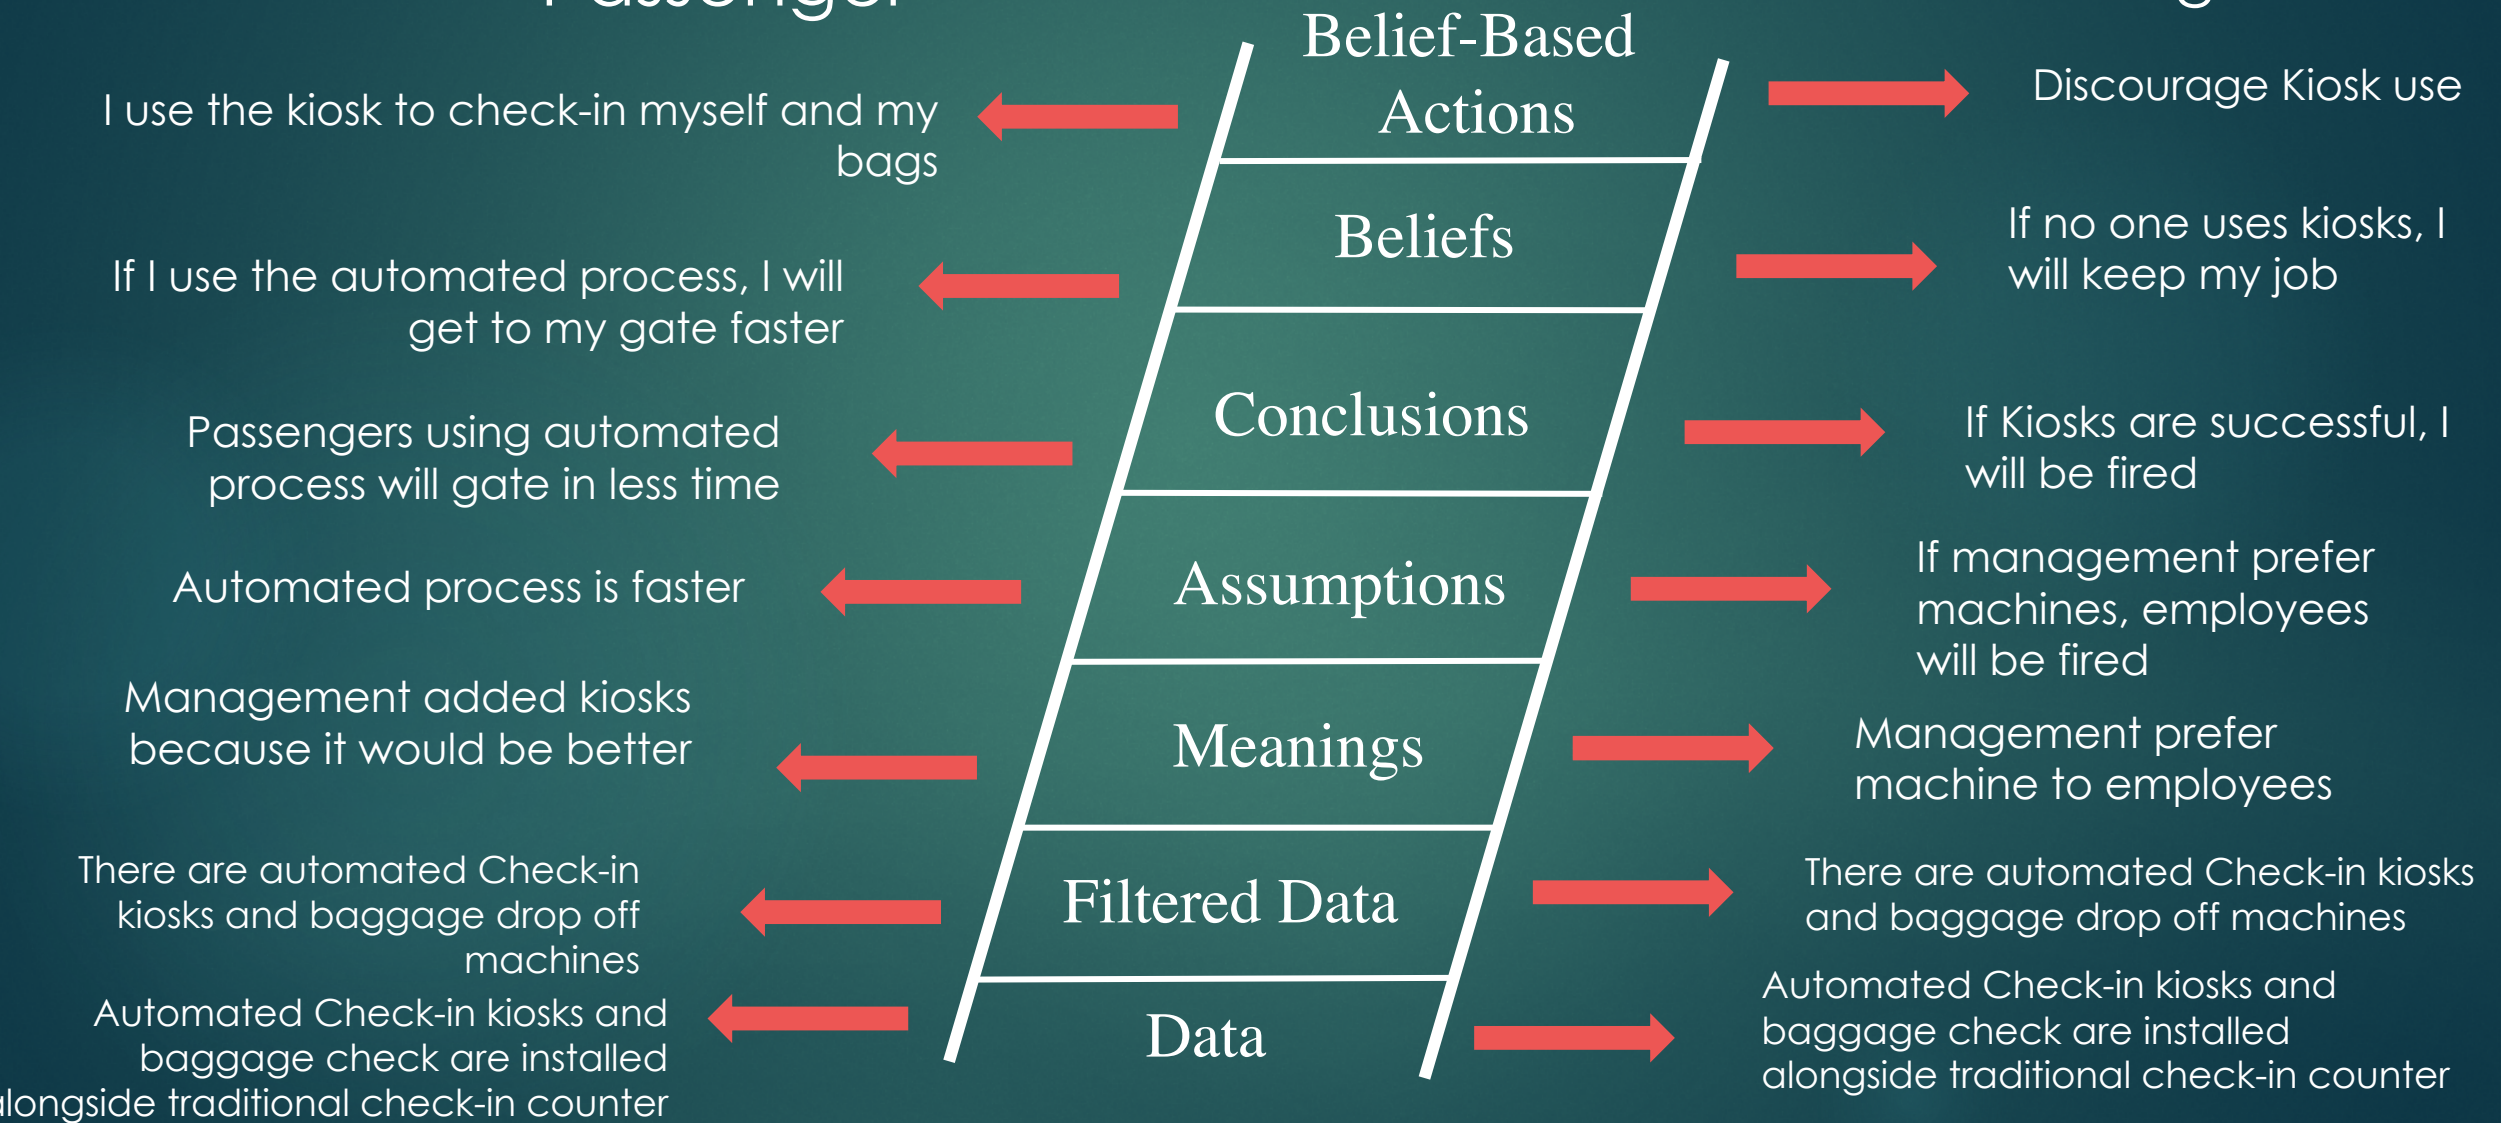 Passenger
Belief-Based
Actions
I use the kiosk to check-in myself and my
bags
Discourage Kiosk use
Beliefs
If I use the automated process, I will
get to my gate faster
If no one uses kiosks, I
will keep my job
Conclusions
Passengers using automated
process will gate in less time
If Kiosks are successful, I
will be fired
Assumptions
Automated process is faster
If management prefer
machines, employees
will be fired
Meanings
Management added kiosks
because it would be better
Management prefer
machine to employees
Filtered Data
There are automated Check-in
kiosks and baggage drop off
machines
There are automated Check-in kiosks
and baggage drop off machines
Data
Automated Check-in kiosks and
baggage check are installed
alongside traditional check-in counter
Automated Check-in kiosks and
baggage check are installed
alongside traditional check-in counter